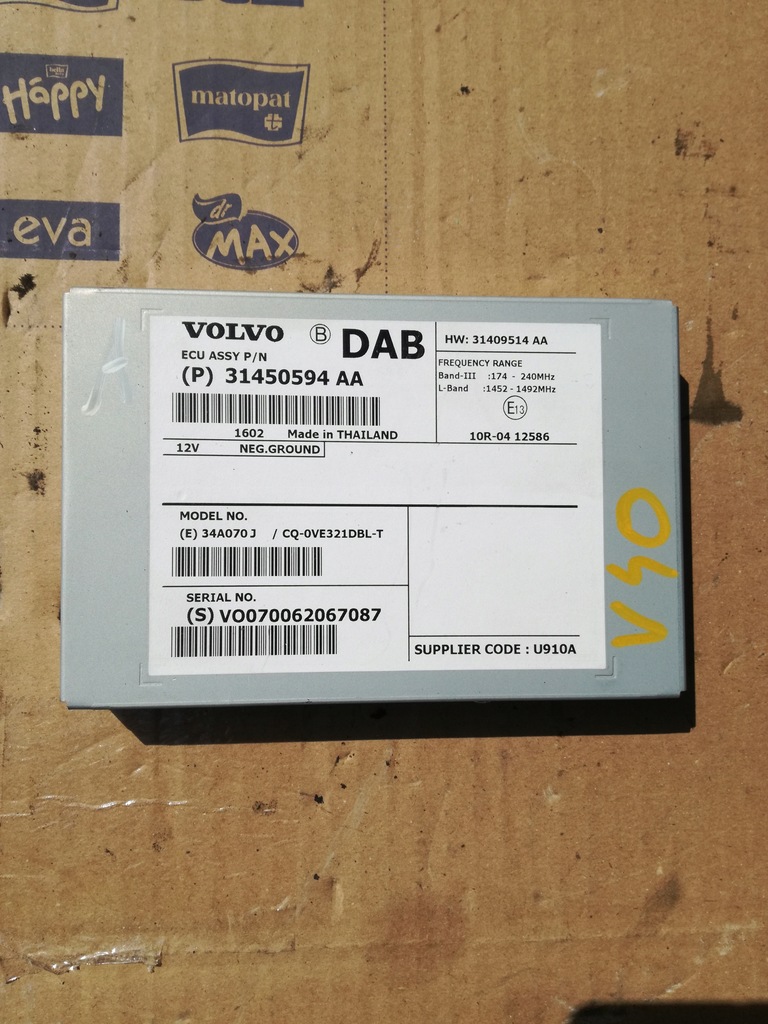 hella
Happy
matopat
eva
dr
MAX
VOLVO
B
DAB
ECU ASSY P/N
(P) 31450594 AA
1602 Made in THAILAND
HW: 31409514 AA
FREQUENCY RANGE
Band-III :174 - 240MHz
L-Band :1452 - 1492MHz
E13
10R-04 12586
12V NEG.GROUND
MODEL NO.
(E) 34A070J / CQ-0VE321DBL-T
SERIAL NO.
(S) VO070062067087
SUPPLIER CODE : U910A
V40